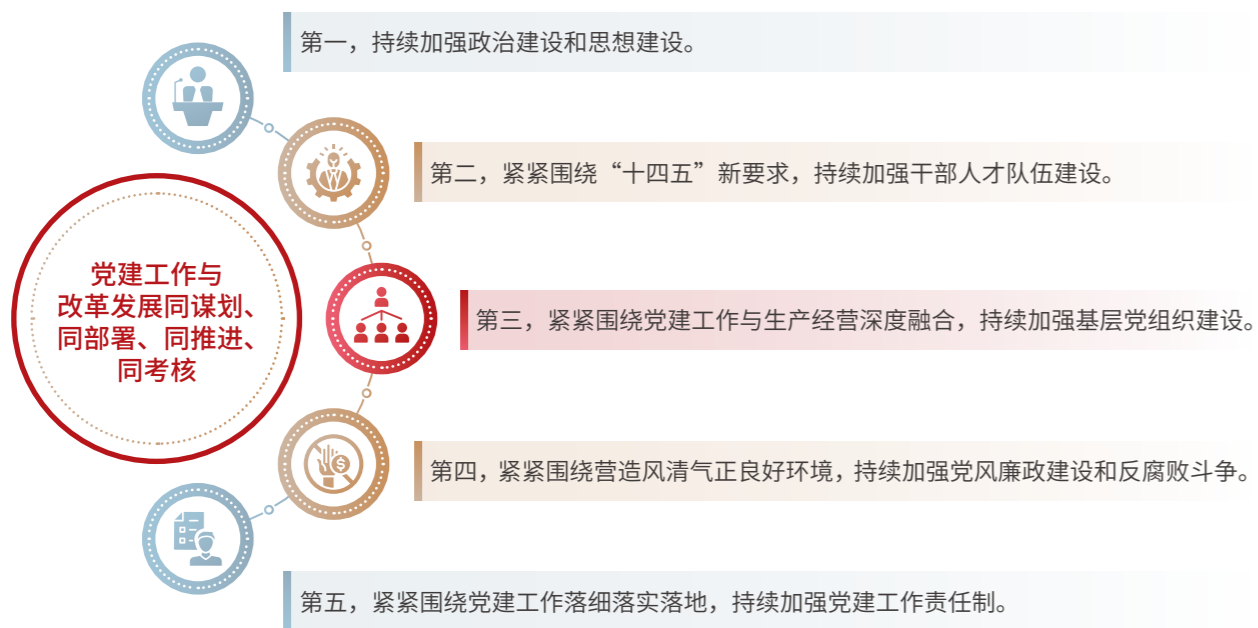 第一，持续加强政治建设和思想建设。
第二，紧紧围绕“十四五”新要求，持续加强干部人才队伍建设。
党建工作与
改革发展同谋划、
同部署、同推进、
同考核
第三，紧紧围绕党建工作与生产经营深度融合，持续加强基层党组织建设。
第四，紧紧围绕营造风清气正良好环境，持续加强党风廉政建设和反腐败斗争。
第五，紧紧围绕党建工作落细落实落地，持续加强党建工作责任制。